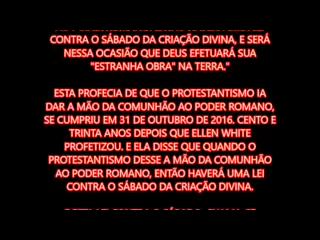 CONTRA O SÁBADO DA CRIAÇÃO DIVINA, E SERÁ
NESSA OCASIÃO QUE DEUS EFETUARÁ SUA
"ESTRANHA OBRA" NA TERRA."
ESTA PROFECIA DE QUE O PROTESTANTISMO IA
DAR A MÃO DA COMUNHÃO AO PODER ROMANO,
SE CUMPRIU EM 31 DE OUTUBRO DE 2016. CENTO E
TRINTA ANOS DEPOIS QUE ELLEN WHITE
PROFETIZOU. E ELA DISSE QUE QUANDO O
PROTESTANTISMO DESSE A MÃO DA COMUNHÃO
AO PODER ROMANO, ENTÃO HAVERÁ UMA LEI
CONTRA O SÁBADO DA CRIAÇÃO DIVINA.